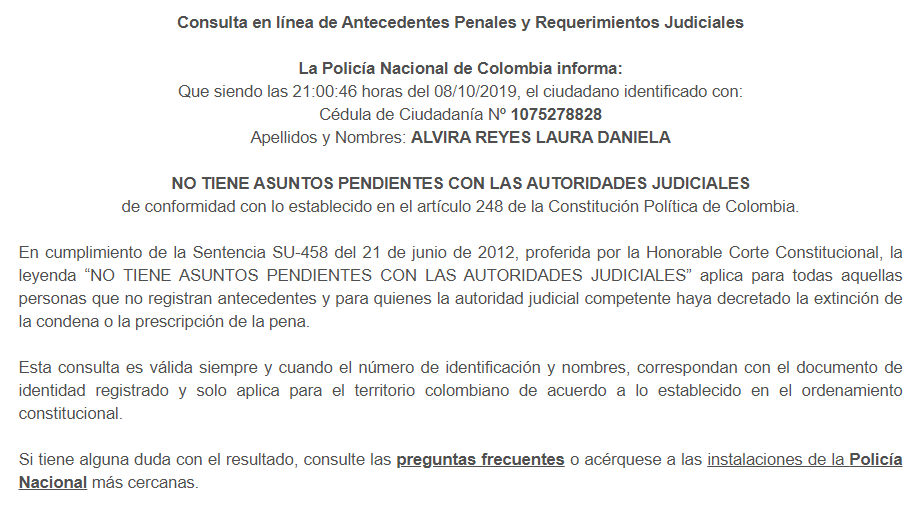 Consulta en línea de Antecedentes Penales y Requerimientos Judiciales
La Policía Nacional de Colombia informa:
Que siendo las 21:00:46 horas del 08/10/2019, el ciudadano identificado con:
Cédula de Ciudadanía Nº 1075278828
Apellidos y Nombres: ALVIRA REYES LAURA DANIELA
NO TIENE ASUNTOS PENDIENTES CON LAS AUTORIDADES JUDICIALES
de conformidad con lo establecido en el artículo 248 de la Constitución Política de Colombia.
En cumplimiento de la Sentencia SU-458 del 21 de junio de 2012, proferida por la Honorable Corte Constitucional, la
leyenda “NO TIENE ASUNTOS PENDIENTES CON LAS AUTORIDADES JUDICIALES” aplica para todas aquellas
personas que no registran antecedentes y para quienes la autoridad judicial competente haya decretado la extinción de
la condena o la prescripción de la pena.
Esta consulta es válida siempre y cuando el número de identificación y nombres, correspondan con el documento de
identidad registrado y solo aplica para el territorio colombiano de acuerdo a lo establecido en el ordenamiento
constitucional.
Si tiene alguna duda con el resultado, consulte las preguntas frecuentes o acérquese a las instalaciones de la Policía
Nacional más cercanas.